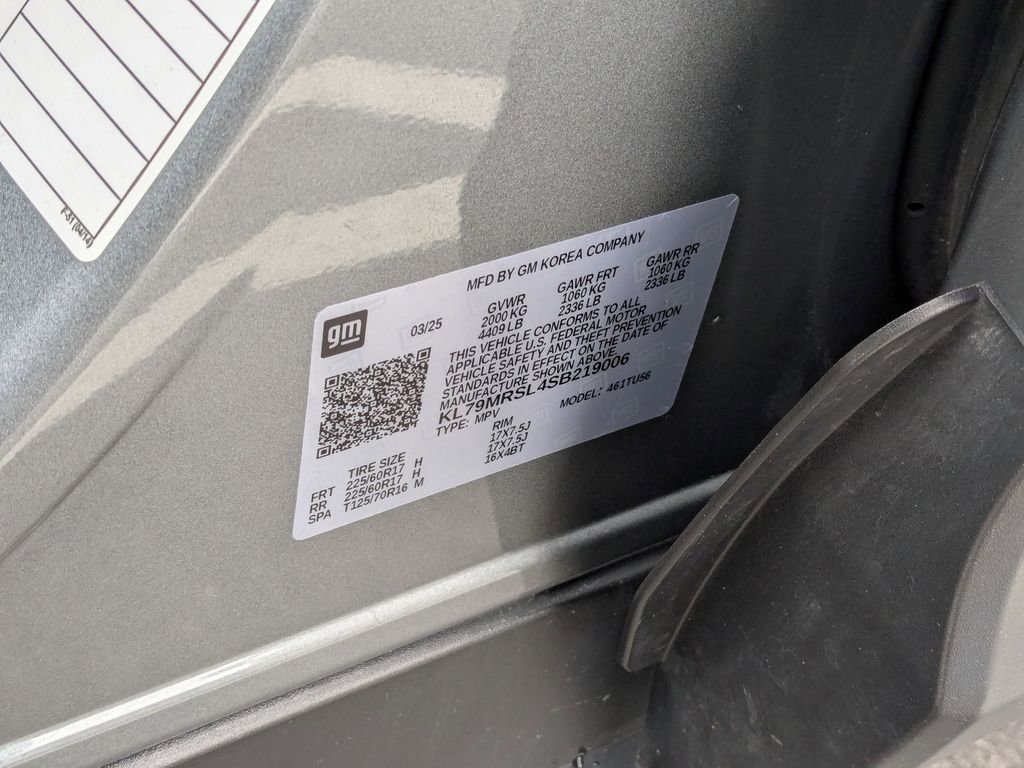 F-31 (04/14)
MFD BY GM KOREA COMPANY
gm
03/25
GVWR GAWR FRT GAWR RR
2000 KG 1060 KG 1060 KG
4409 LB 2336 LB 2336 LB
THIS VEHICLE CONFORMS TO ALL
APPLICABLE U.S. FEDERAL MOTOR
VEHICLE SAFETY AND THEFT PREVENTION
STANDARDS IN EFFECT ON THE DATE OF
MANUFACTURE SHOWN ABOVE.
KL79MRSL4SB219006
TYPE: MPV MODEL: 461TU56
TIRE SIZE RIM
FRT 225/60R17 H 17X7.5J
RR 225/60R17 H 17X7.5J
SPA T125/70R16 M 16X4BT